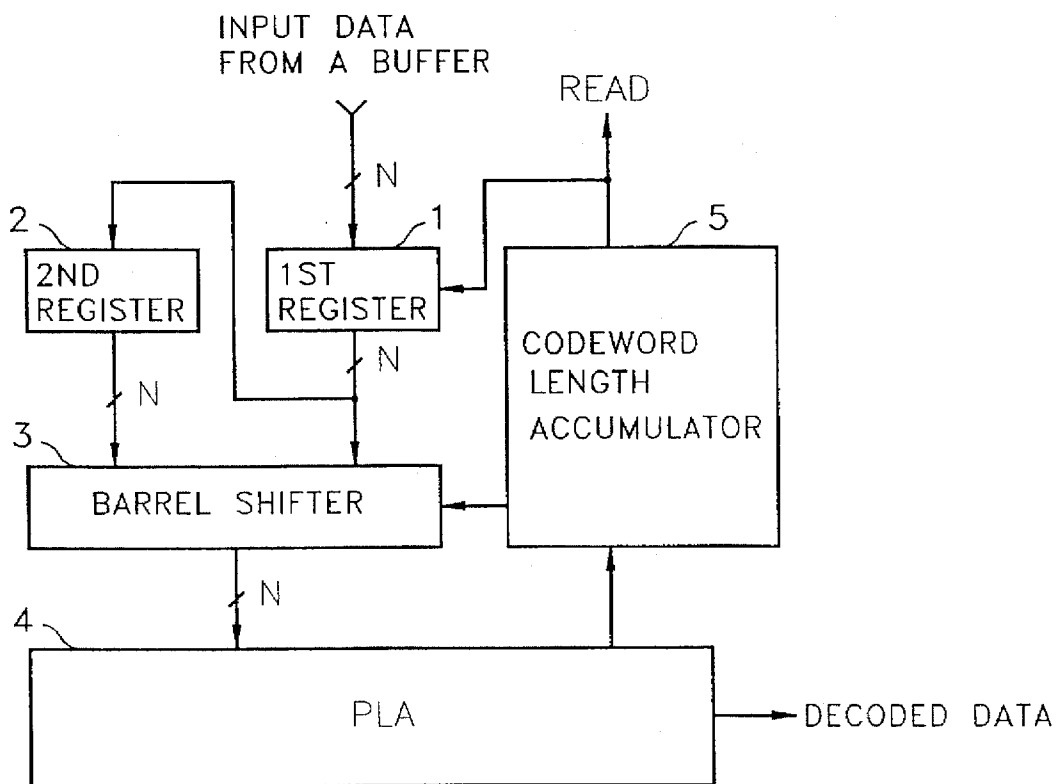 INPUT DATA
FROM A BUFFER
READ
N
2
1
5
2ND
REGISTER
1ST
REGISTER
N
N
CODEWORD
LENGTH
ACCUMULATOR
3
BARREL SHIFTER
N
4
PLA
DECODED DATA